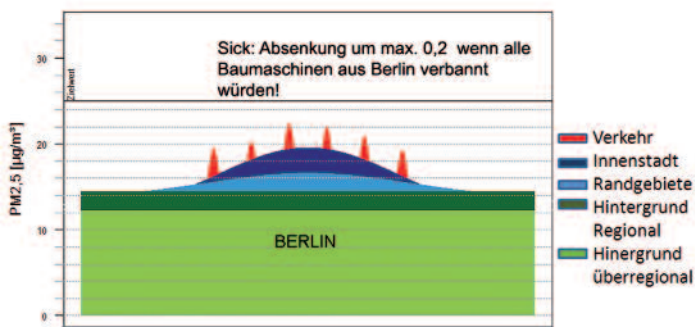 Sick: Absenkung um max. 0,2 wenn alle
Baumaschinen aus Berlin verbannt
würden!
Zielwert
PM2,5 [µg/m³]
30
20
10
0
BERLIN
Verkehr
Innenstadt
Randgebiete
Hintergrund
Regional
Hinergrund
überregional